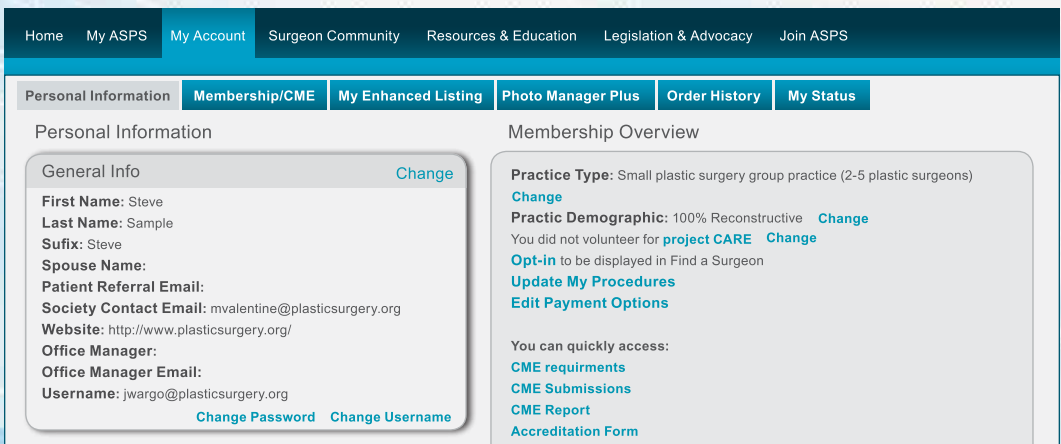 Home My ASPS My Account Surgeon Community Resources & Education Legislation & Advocacy Join ASPS
Personal Information Membership/CME My Enhanced Listing Photo Manager Plus Order History My Status
Personal Information
General Info Change
First Name: Steve
Last Name: Sample
Sufix: Steve
Spouse Name:
Patient Referral Email:
Society Contact Email: mvalentine@plasticsurgery.org
Website: http://www.plasticsurgery.org/
Office Manager:
Office Manager Email:
Username: jwargo@plasticsurgery.org
Change Password Change Username
Membership Overview
Practice Type: Small plastic surgery group practice (2-5 plastic surgeons)
Change
Practic Demographic: 100% Reconstructive Change
You did not volunteer for project CARE Change
Opt-in to be displayed in Find a Surgeon
Update My Procedures
Edit Payment Options
You can quickly access:
CME requirments
CME Submissions
CME Report
Accreditation Form